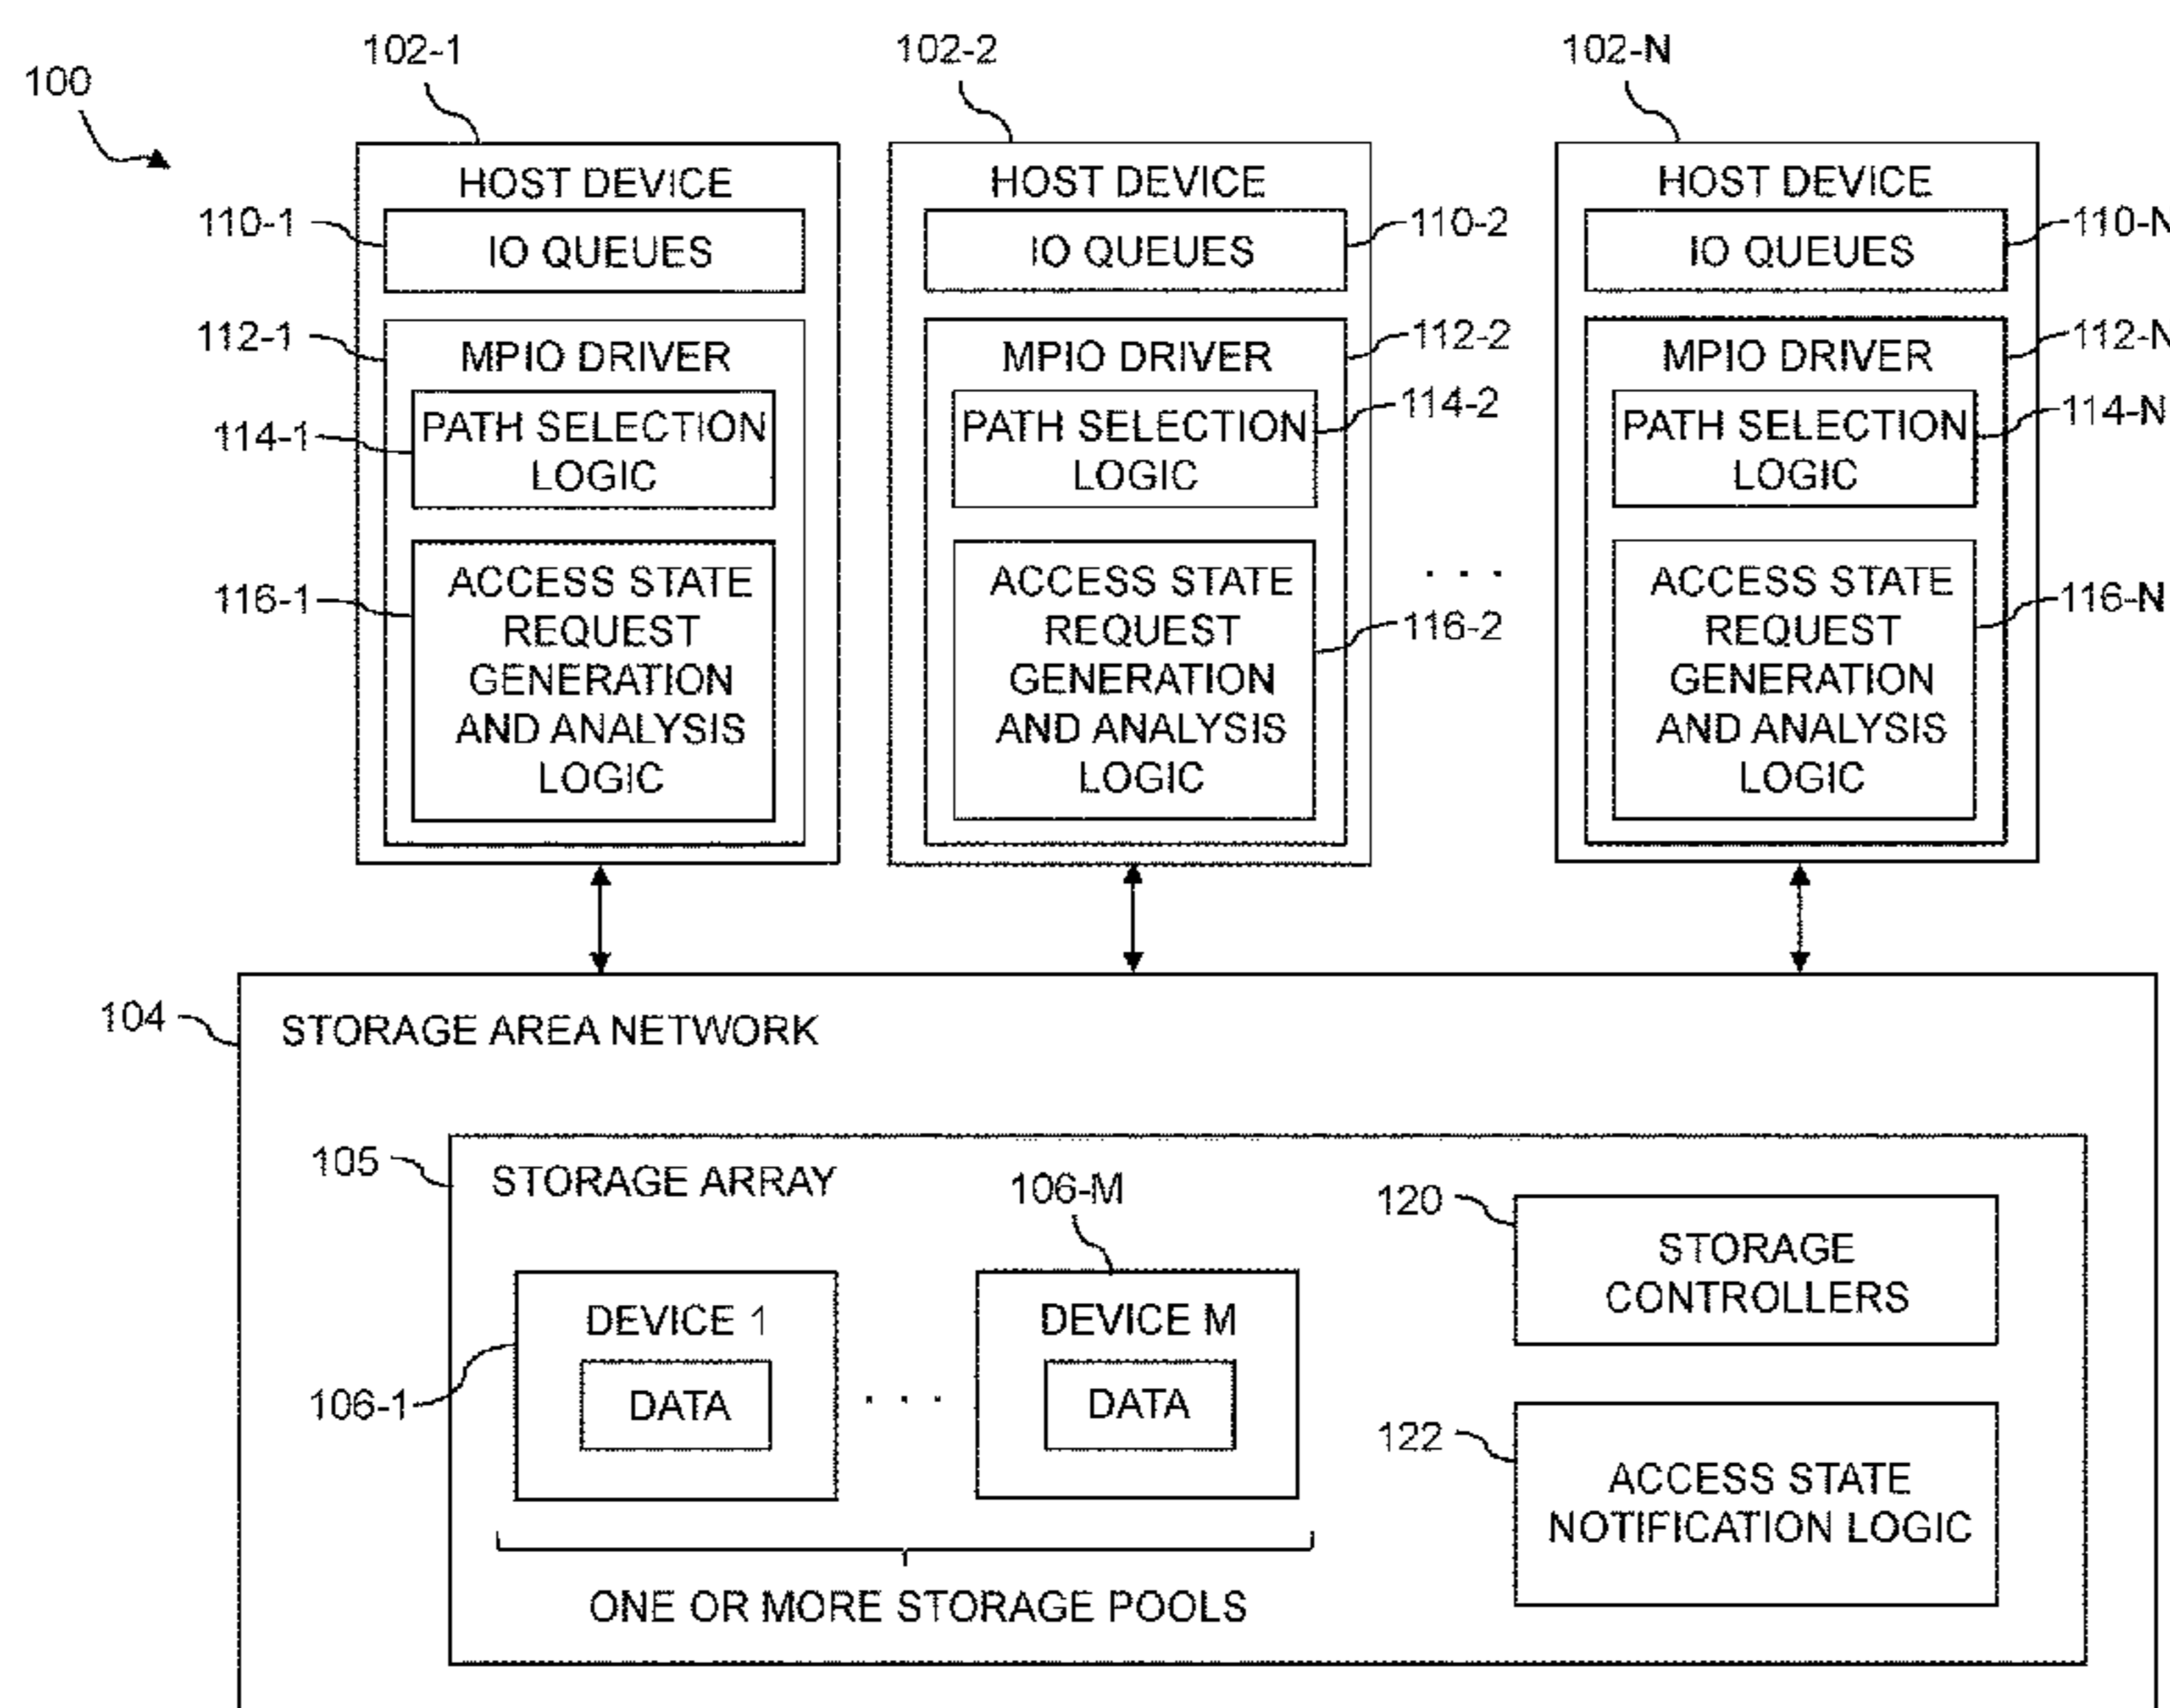 100
102-1
102-2
102-N
HOST DEVICE
110-1
IO QUEUES
112-1
MPIO DRIVER
114-1
PATH SELECTION
LOGIC
116-1
ACCESS STATE
REQUEST
GENERATION
AND ANALYSIS
LOGIC
HOST DEVICE
IO QUEUES
110-2
MPIO DRIVER
112-2
PATH SELECTION
LOGIC
114-2
ACCESS STATE
REQUEST
GENERATION
AND ANALYSIS
LOGIC
116-2
. . .
HOST DEVICE
IO QUEUES
110-N
MPIO DRIVER
112-N
PATH SELECTION
LOGIC
114-N
ACCESS STATE
REQUEST
GENERATION
AND ANALYSIS
LOGIC
116-N
104
STORAGE AREA NETWORK
105
STORAGE ARRAY
106-1
DEVICE 1
DATA
. . .
106-M
DEVICE M
DATA
ONE OR MORE STORAGE POOLS
120
STORAGE
CONTROLLERS
122
ACCESS STATE
NOTIFICATION LOGIC